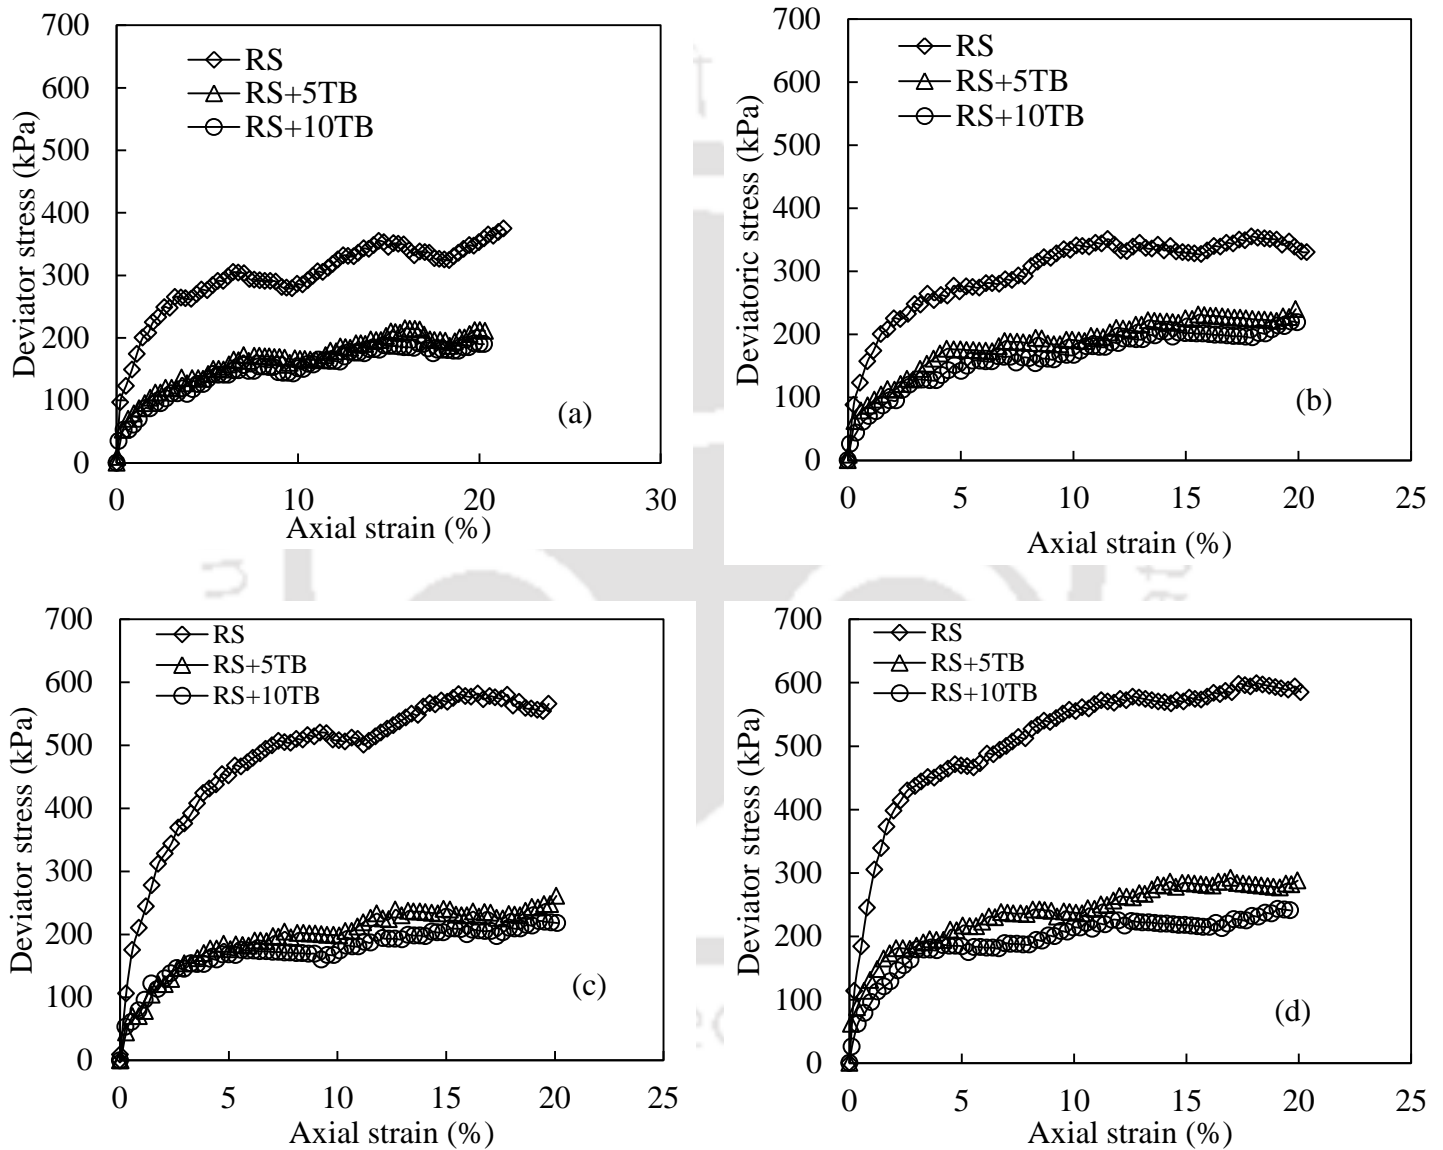 700
600
500
400
300
200
100
0
Deviator stress (kPa)
RS
RS+5TB
RS+10TB
(a)
0 10 20 30
Axial strain (%)
700
600
500
400
300
200
100
0
Deviatoric stress (kPa)
RS
RS+5TB
RS+10TB
(b)
0 5 10 15 20 25
Axial strain (%)
700
600
500
400
300
200
100
0
Deviator stress (kPa)
RS
RS+5TB
RS+10TB
(c)
0 5 10 15 20 25
Axial strain (%)
700
600
500
400
300
200
100
0
Deviator stress (kPa)
RS
RS+5TB
RS+10TB
(d)
0 5 10 15 20 25
Axial strain (%)